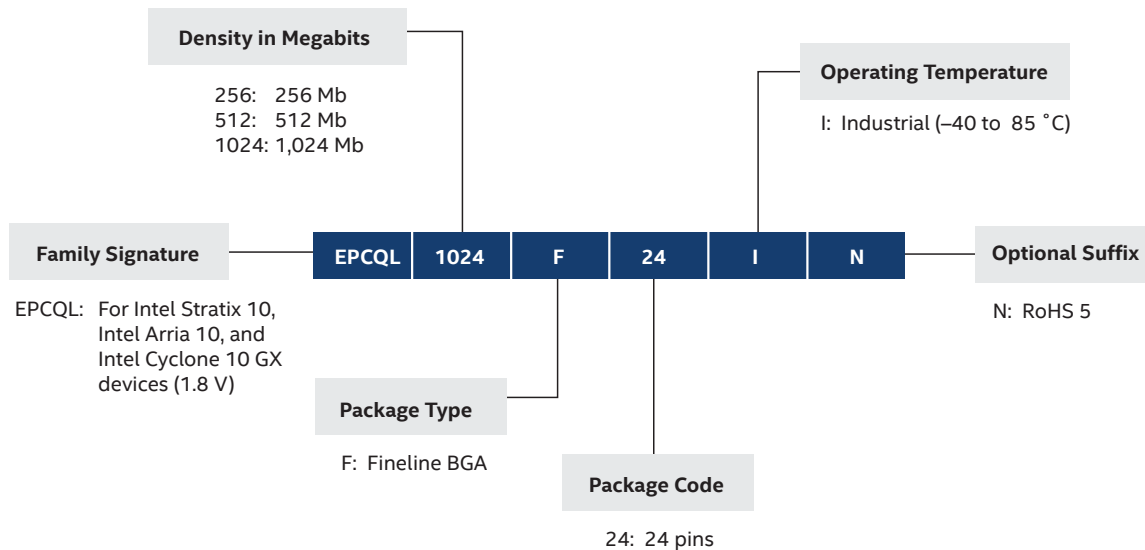 Density in Megabits
256: 256 Mb
512: 512 Mb
1024: 1,024 Mb
Operating Temperature
I: Industrial (–40 to 85 ˚C)
Family Signature
EPCQL: For Intel Stratix 10,
Intel Arria 10, and
Intel Cyclone 10 GX
devices (1.8 V)
EPCQL 1024 F 24 I N
Optional Suffix
N: RoHS 5
Package Type
F: Fineline BGA
Package Code
24: 24 pins